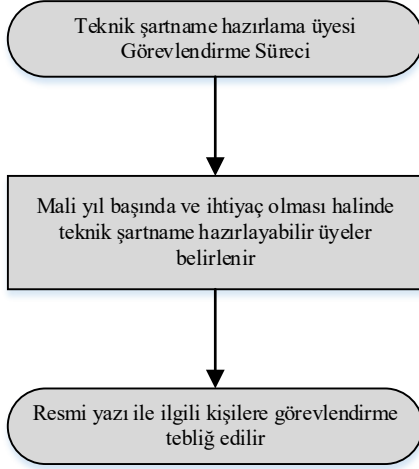 Teknik şartname hazırlama üyesi
Görevlendirme Süreci
Mali yıl başında ve ihtiyaç olması halinde
teknik şartname hazırlayabilir üyeler
belirlenir
Resmi yazı ile ilgili kişilere görevlendirme
tebliğ edilir